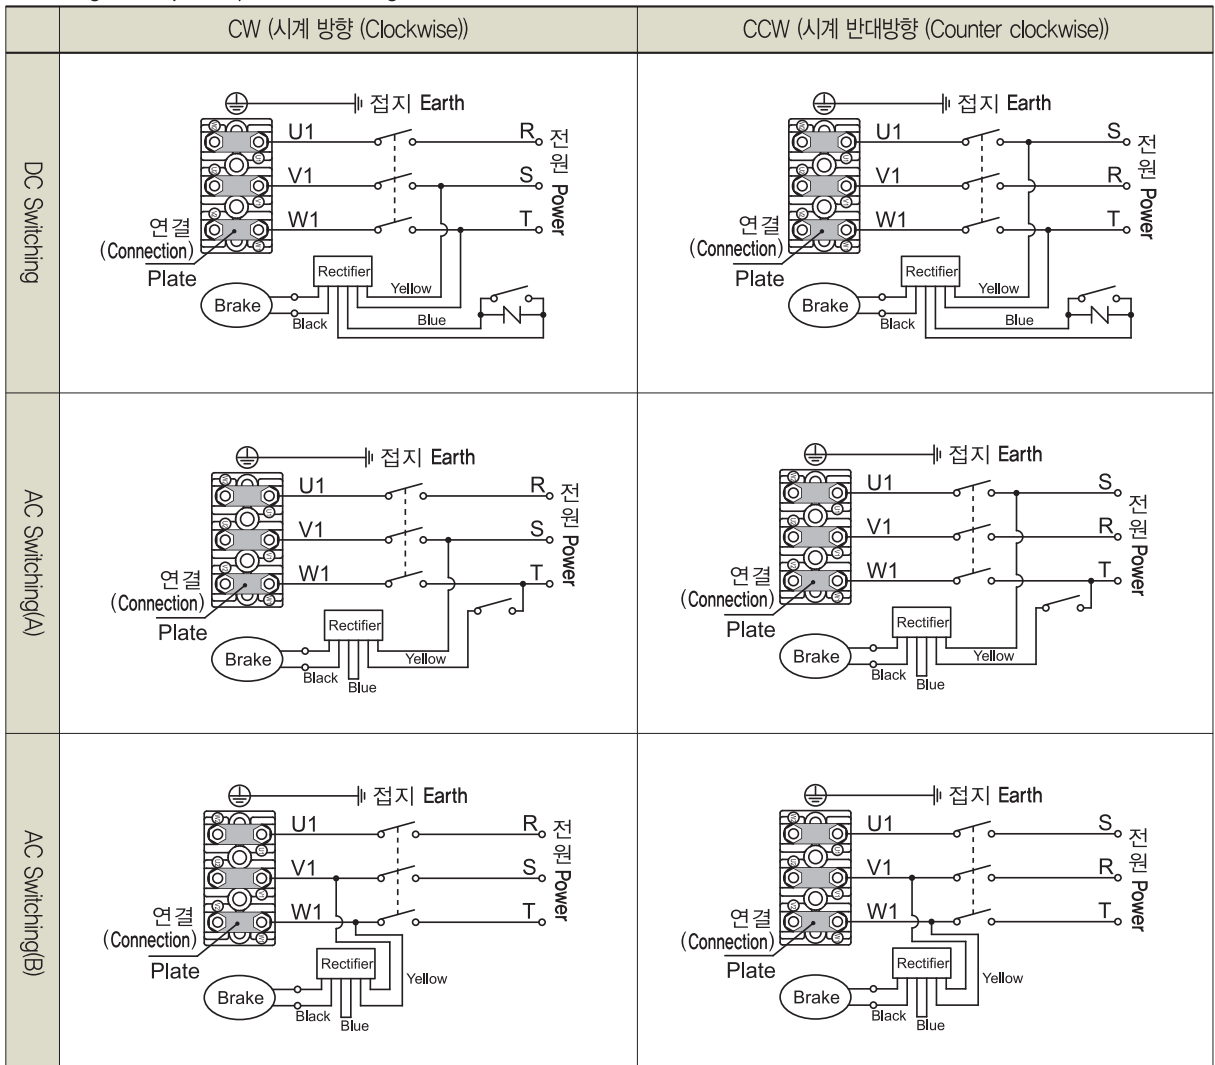 CW (시계 방향 (Clockwise))
CCW (시계 반대방향 (Counter clockwise))
DC Switching
접지 Earth
U1
R
V1
S
W1
T
전원 Power
연결
(Connection)
Plate
Rectifier
Yellow
Brake
Black
Blue
접지 Earth
U1
S
V1
R
W1
T
전원 Power
연결
(Connection)
Plate
Rectifier
Yellow
Brake
Black
Blue
AC Switching(A)
접지 Earth
U1
R
V1
S
W1
T
전원 Power
연결
(Connection)
Plate
Rectifier
Brake
Yellow
Black
Blue
접지 Earth
U1
S
V1
R
W1
T
전원 Power
연결
(Connection)
Plate
Rectifier
Brake
Yellow
Black
Blue
AC Switching(B)
접지 Earth
U1
R
V1
S
W1
T
전원 Power
연결
(Connection)
Plate
Rectifier
Yellow
Brake
Black
Blue
접지 Earth
U1
S
V1
R
W1
T
전원 Power
연결
(Connection)
Plate
Rectifier
Yellow
Brake
Black
Blue